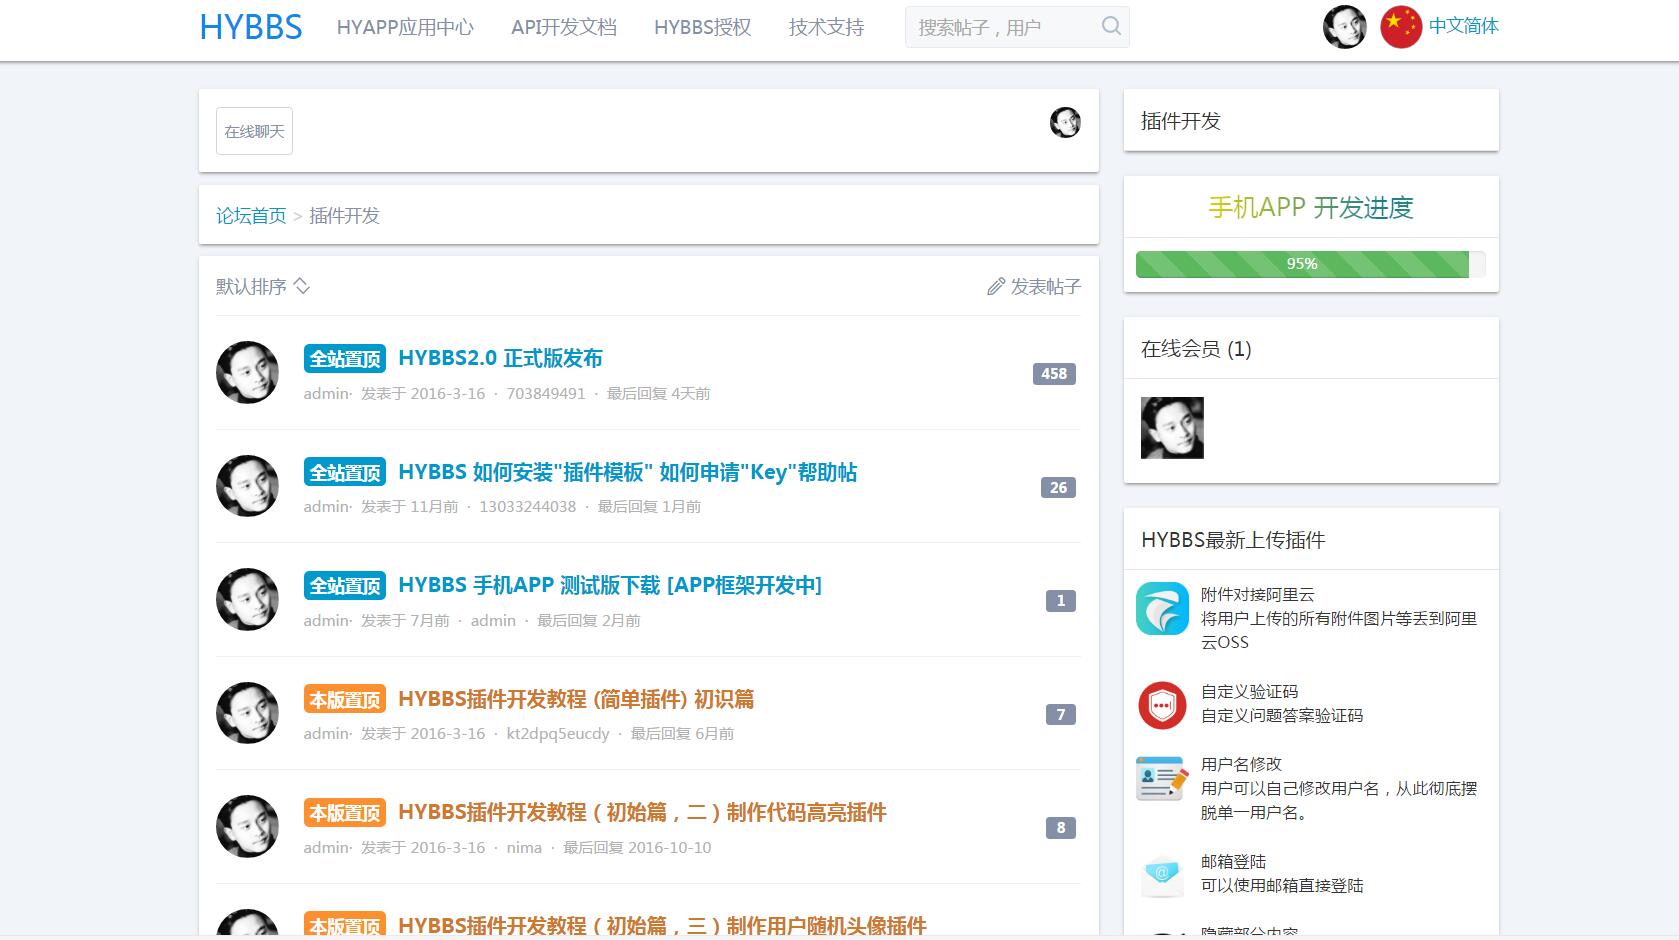 HYBBS
HYAPP应用中心
API开发文档
HYBBS授权
技术支持
搜索帖子，用户
中文简体
在线聊天
论坛首页 > 插件开发
默认排序
发表帖子
全站置顶 HYBBS2.0 正式版发布
admin· 发表于 2016-3-16 · 703849491 · 最后回复 4天前
458
全站置顶 HYBBS 如何安装"插件模板" 如何申请"Key"帮助帖
admin· 发表于 11月前 · 13033244038 · 最后回复 1月前
26
全站置顶 HYBBS 手机APP 测试版下载 [APP框架开发中]
admin· 发表于 7月前 · admin · 最后回复 2月前
1
本版置顶 HYBBS插件开发教程 (简单插件) 初识篇
admin· 发表于 2016-3-16 · kt2dpq5eucdy · 最后回复 6月前
7
本版置顶 HYBBS插件开发教程（初始篇，二）制作代码高亮插件
admin· 发表于 2016-3-16 · nima · 最后回复 2016-10-10
8
本版置顶 HYBBS插件开发教程（初始篇，三）制作用户随机头像插件
插件开发
手机APP 开发进度
95%
在线会员 (1)
HYBBS最新上传插件
附件对接阿里云
将用户上传的所有附件图片等丢到阿里
云OSS
自定义验证码
自定义问题答案验证码
用户名修改
用户可以自己修改用户名，从此彻底摆
脱单一用户名。
邮箱登陆
可以使用邮箱直接登陆
隐藏部分内容